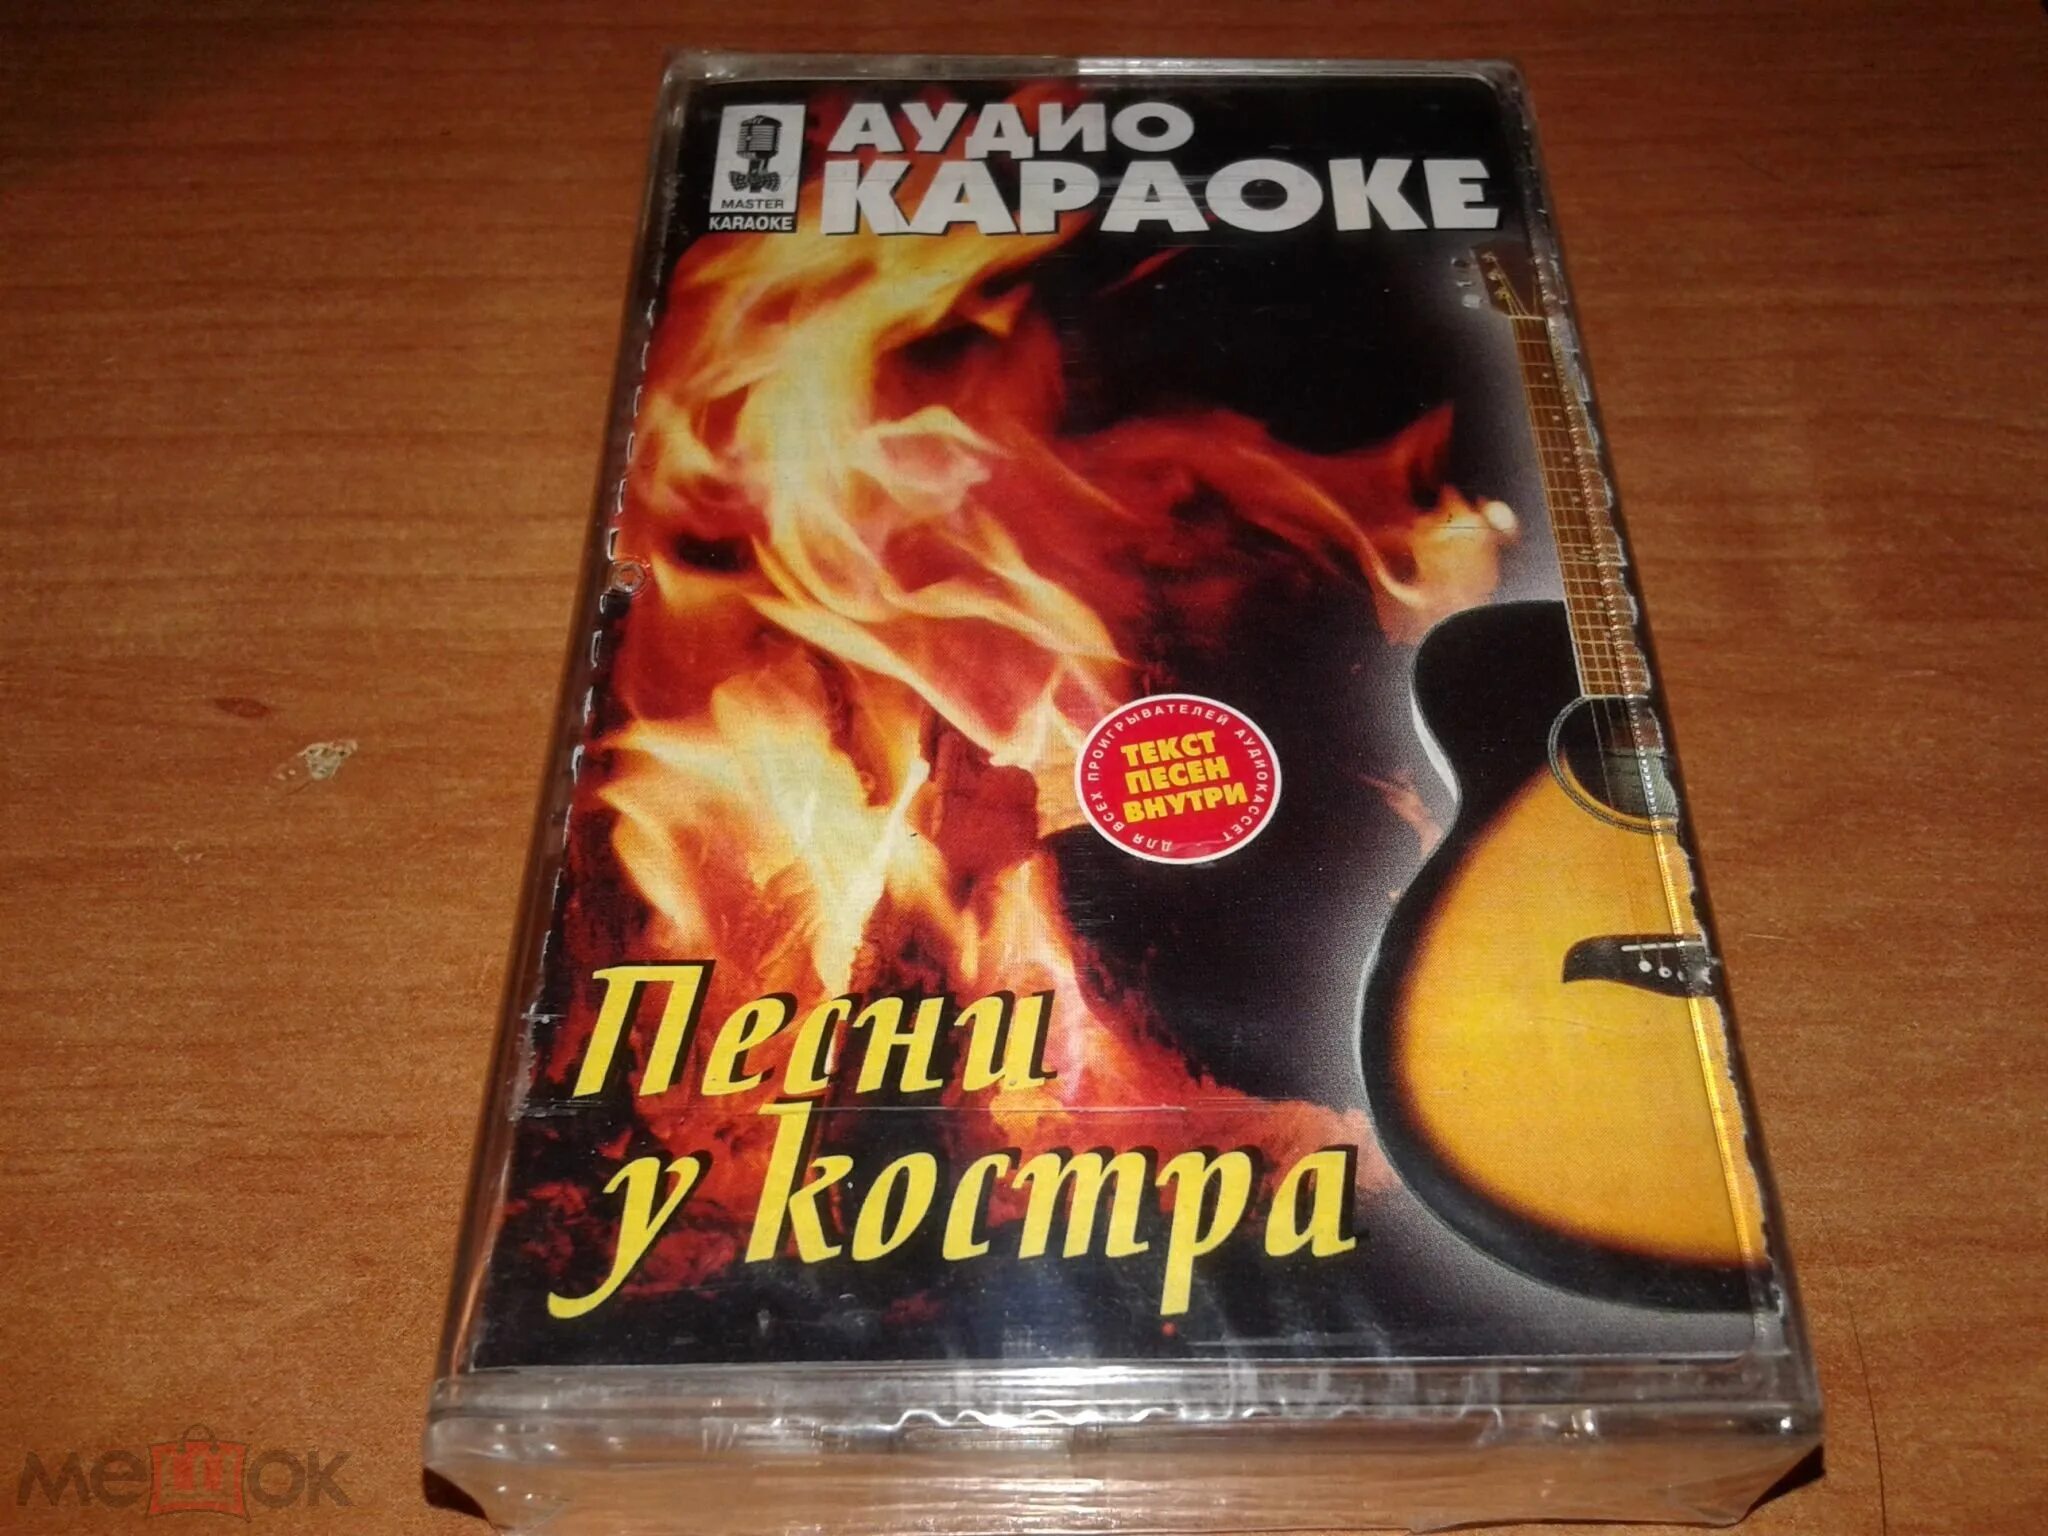 MASTER
KARAOKE
АУДИО
КАРАОКЕ
ДЛЯ ВСЕХ ПРОИГРЫВАТЕЛЕЙ АУДИОКАССЕТ
ТЕКСТ
ПЕСЕН
ВНУТРИ
Песни
у костра
мешок